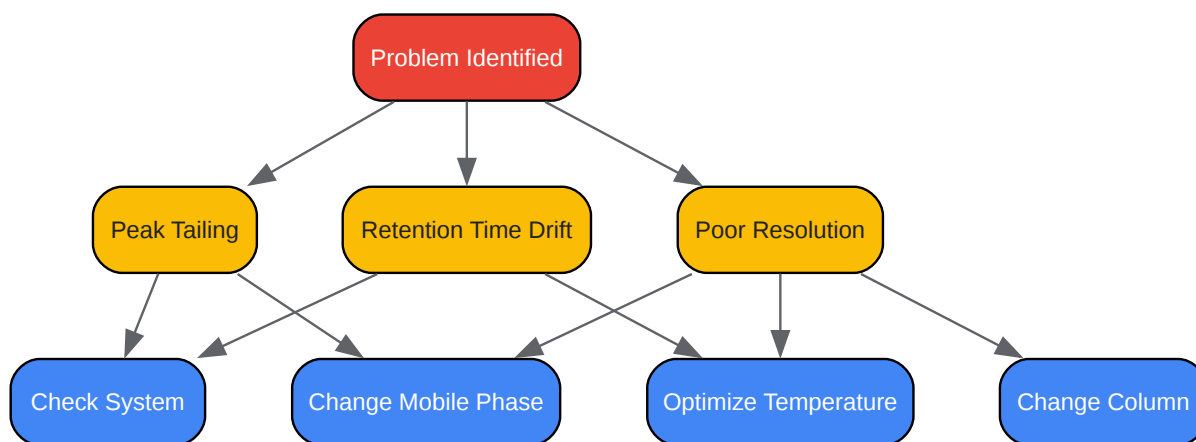 Problem Identified
Peak Tailing
Retention Time Drift
Poor Resolution
Check System
Change Mobile Phase
Optimize Temperature
Change Column